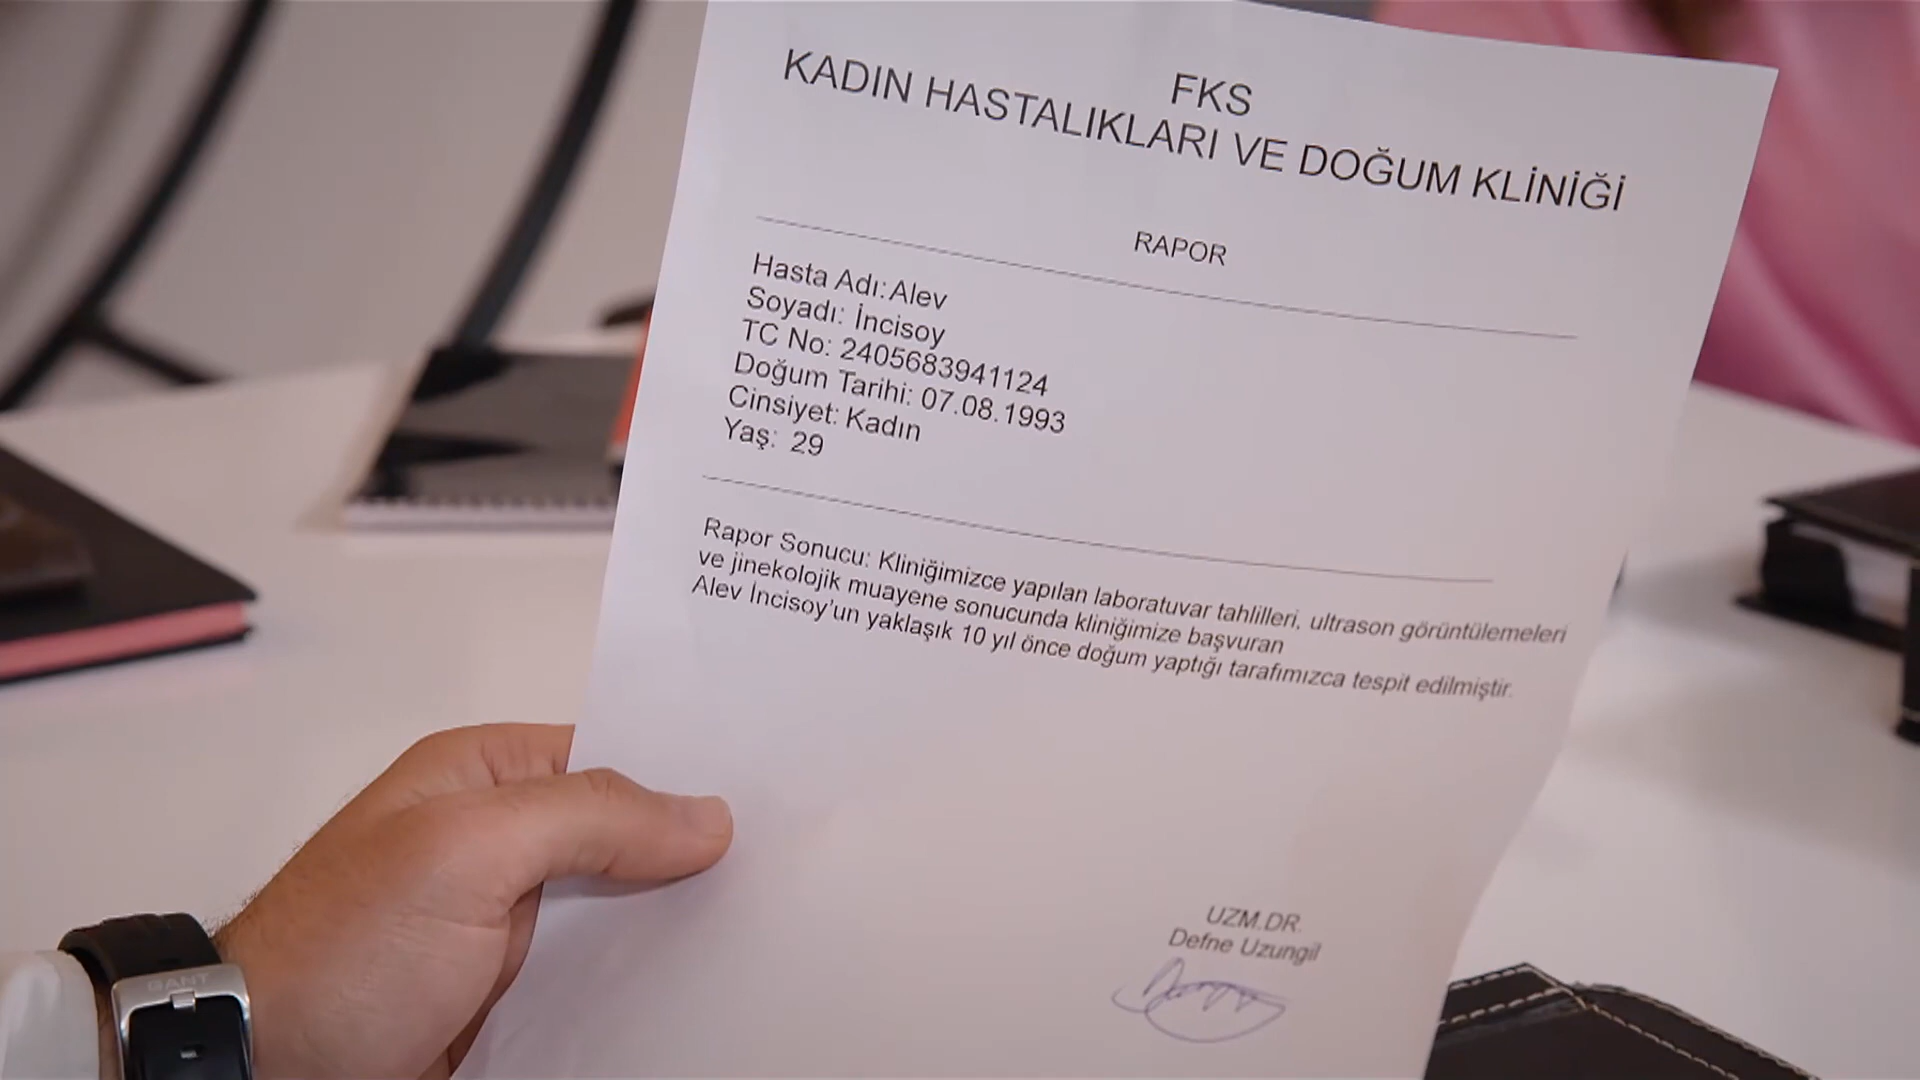 FKS
KADIN HASTALIKLARI VE DOĞUM KLİNİĞİ
RAPOR
Hasta Adı: Alev
Soyadı: İncisoy
TC No: 2405683941124
Doğum Tarihi: 07.08.1993
Cinsiyet: Kadın
Yaş: 29
Rapor Sonucu: Kliniğimizce yapılan laboratuvar tahlilleri, ultrason görüntülemeleri
ve jinekolojik muayene sonucunda kliniğimize başvuran
Alev İncisoy'un yaklaşık 10 yıl önce doğum yaptığı tarafımızca tespit edilmiştir.
UZM.DR.
Defne Uzungil
GANT